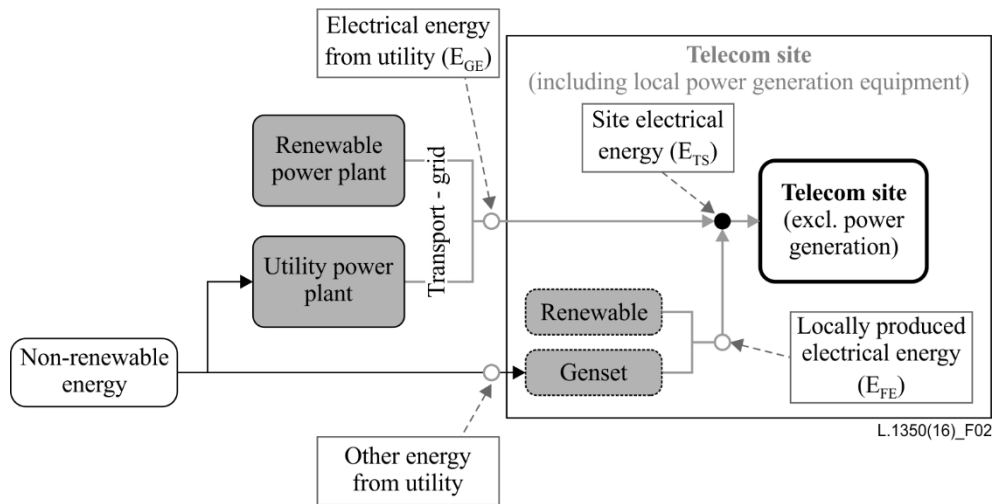 Electrical energy
from utility (E_GE)
Telecom site
(including local power generation equipment)
Site electrical
energy (E_TS)
Renewable
power plant
Transport - grid
Telecom site
(excl. power
generation)
Utility power
plant
Renewable
Locally produced
electrical energy
(E_FE)
Non-renewable
energy
Genset
L.1350(16)_F02
Other energy
from utility